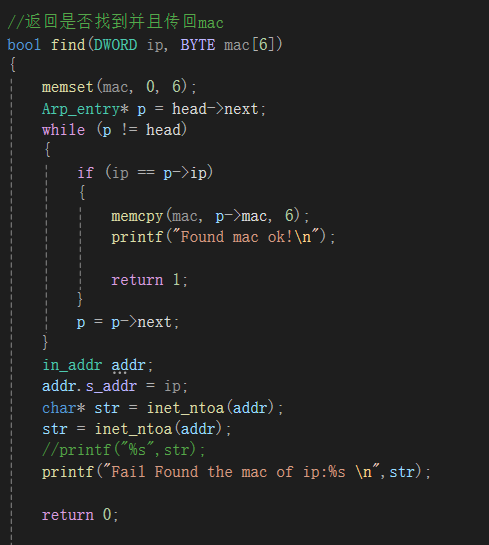 //返回是否找到并且传回mac
bool find(DWORD ip, BYTE mac[6])
{
    memset(mac, 0, 6);
    Arp_entry* p = head->next;
    while (p != head)
    {
        if (ip == p->ip)
        {
            memcpy(mac, p->mac, 6);
            printf("Found mac ok!\n");

            return 1;
        }
        p = p->next;
    }
    in_addr addr;
    addr.s_addr = ip;
    char* str = inet_ntoa(addr);
    str = inet_ntoa(addr);
    //printf("%s",str);
    printf("Fail Found the mac of ip:%s \n",str);

    return 0;